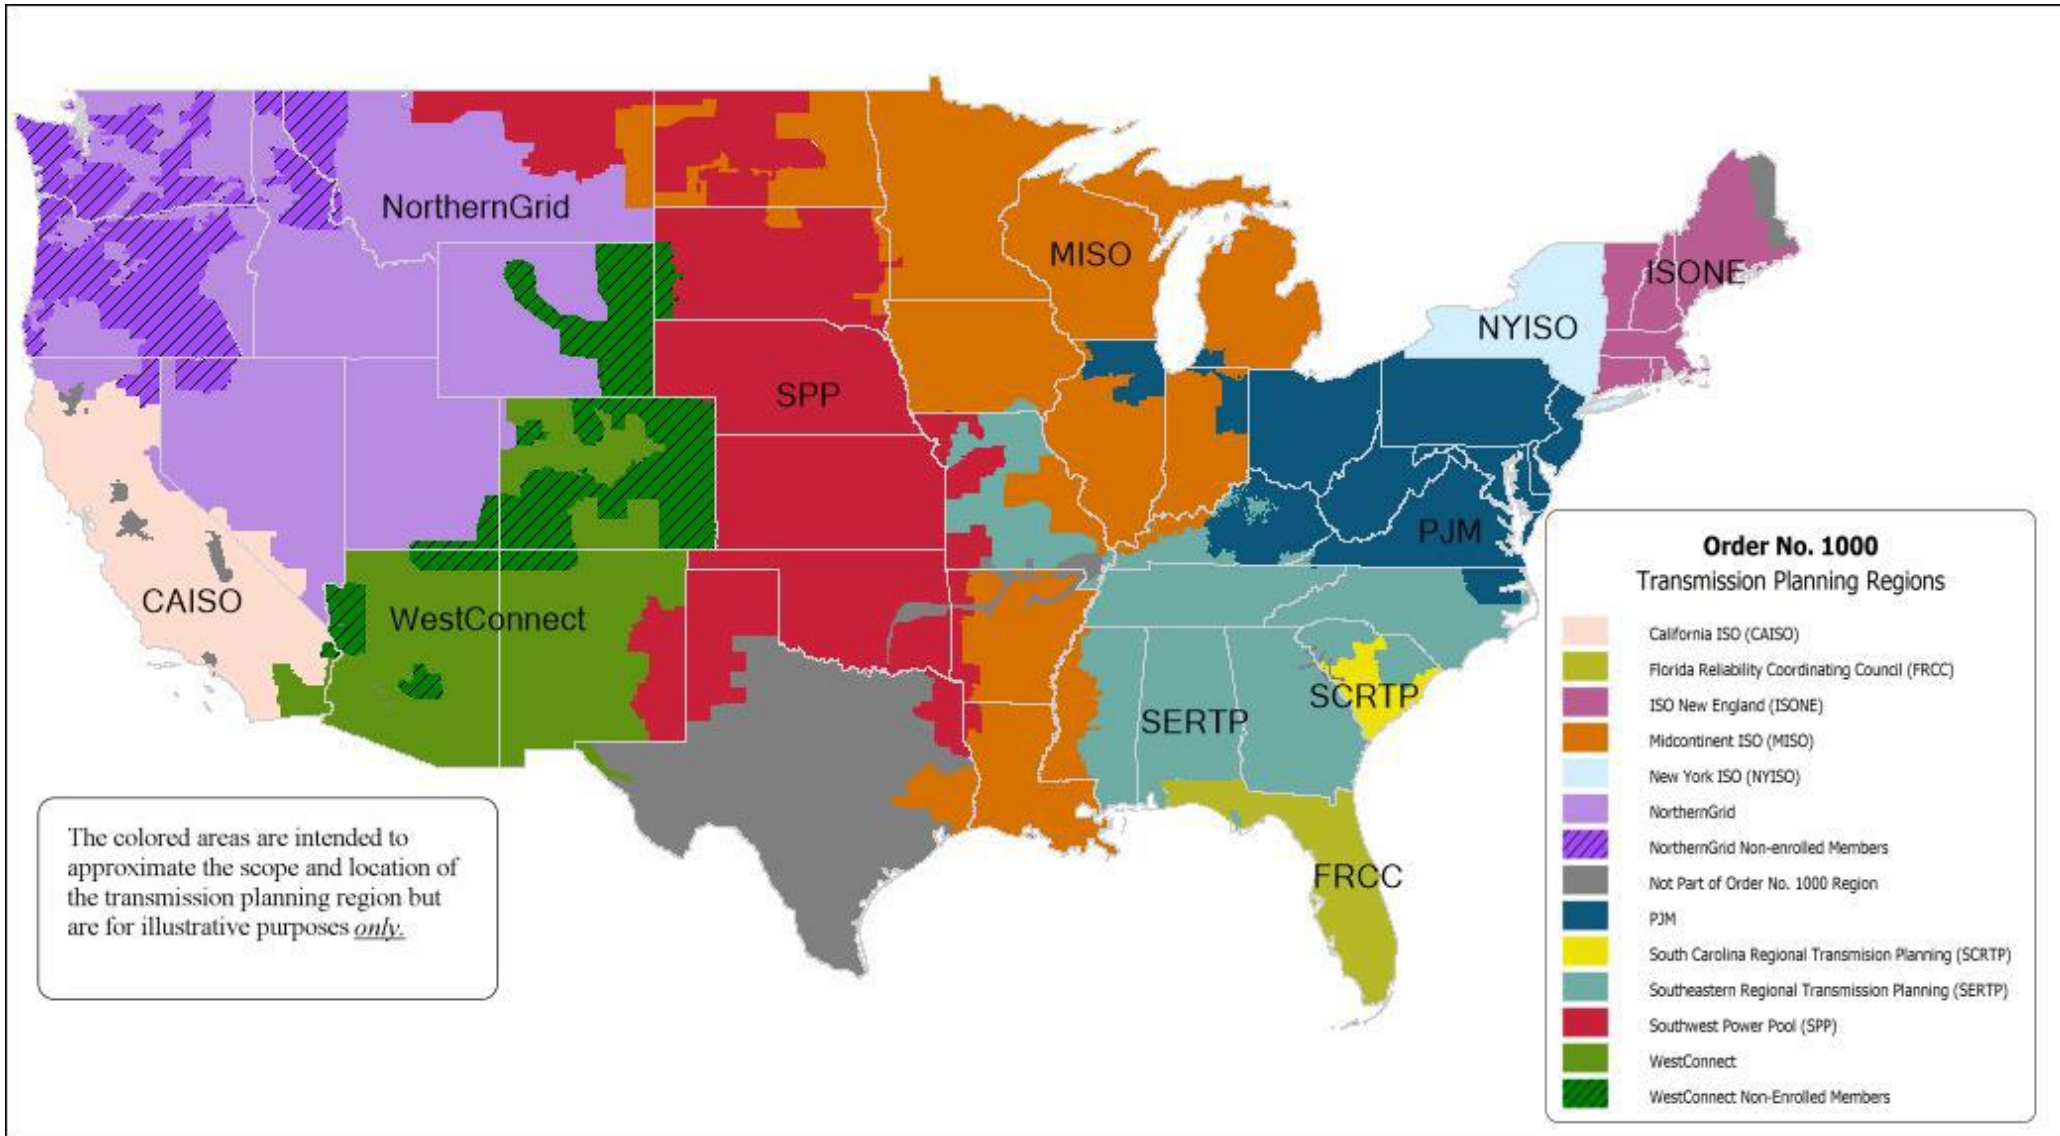 NorthernGrid
MISO
ISONE
NYISO
SPP
PJM
CAISO
WestConnect
SCRTP
SERTP
FRCC
The colored areas are intended to
approximate the scope and location of
the transmission planning region but
are for illustrative purposes only.
Order No. 1000
Transmission Planning Regions
California ISO (CAISO)
Florida Reliability Coordinating Council (FRCC)
ISO New England (ISONE)
Midcontinent ISO (MISO)
New York ISO (NYISO)
NorthernGrid
NorthernGrid Non-enrolled Members
Not Part of Order No. 1000 Region
PJM
South Carolina Regional Transmision Planning (SCRTP)
Southeastern Regional Transmission Planning (SERTP)
Southwest Power Pool (SPP)
WestConnect
WestConnect Non-Enrolled Members